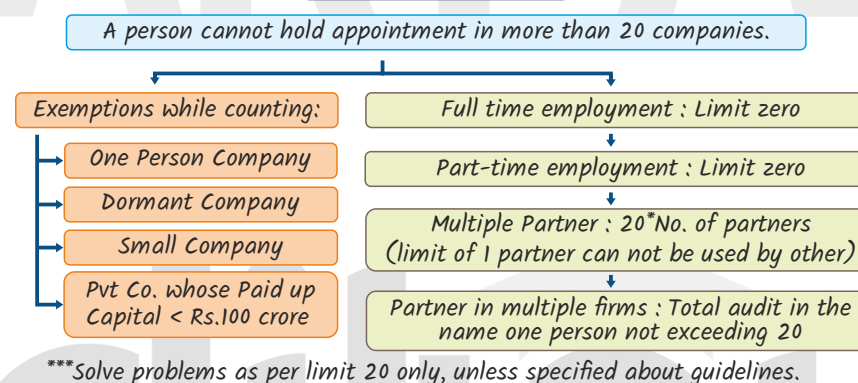 A person cannot hold appointment in more than 20 companies.
Exemptions while counting:
One Person Company
Dormant Company
Small Company
Pvt Co. whose Paid up
Capital < Rs.100 crore
Full time employment : Limit zero
Part-time employment : Limit zero
Multiple Partner : 20*No. of partners
(limit of 1 partner can not be used by other)
Partner in multiple firms : Total audit in the
name one person not exceeding 20
***Solve problems as per limit 20 only, unless specified about guidelines.